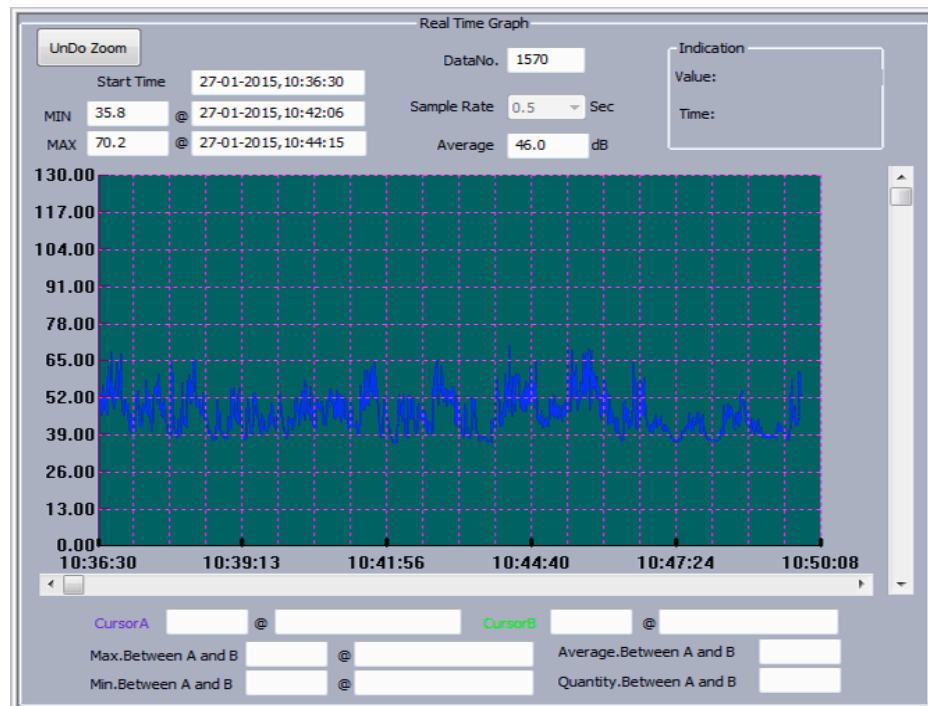 Real Time Graph
UnDo Zoom
DataNo. 1570
Indication
Value:
Time:
Start Time 27-01-2015,10:36:30
MIN 35.8 @ 27-01-2015,10:42:06
Sample Rate 0.5 Sec
MAX 70.2 @ 27-01-2015,10:44:15
Average 46.0 dB
130.00
117.00
104.00
91.00
78.00
65.00
52.00
39.00
26.00
13.00
0.00
10:36:30 10:39:13 10:41:56 10:44:40 10:47:24 10:50:08
CursorA @ CursorB @
Max.Between A and B @ Average.Between A and B
Min.Between A and B @ Quantity.Between A and B